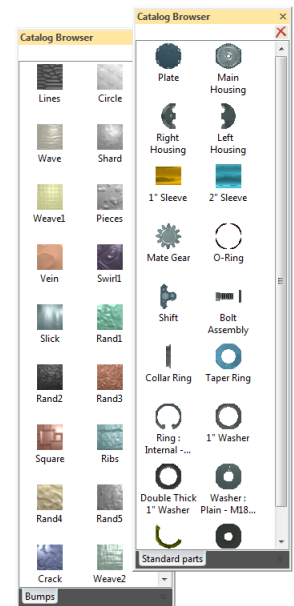 Catalog Browser
Lines
Circle
Wave
Shard
Weave1
Pieces
Vein
Swirl1
Slick
Rand1
Rand2
Rand3
Square
Ribs
Rand4
Rand5
Crack
Weave2
Bumps
Catalog Browser
Plate
Main
Housing
Right
Housing
Left
Housing
1" Sleeve
2" Sleeve
Mate Gear
O-Ring
Shift
Bolt
Assembly
Collar Ring
Taper Ring
Ring :
Internal -...
1" Washer
Double Thick
1" Washer
Washer :
Plain - M18...
Standard parts